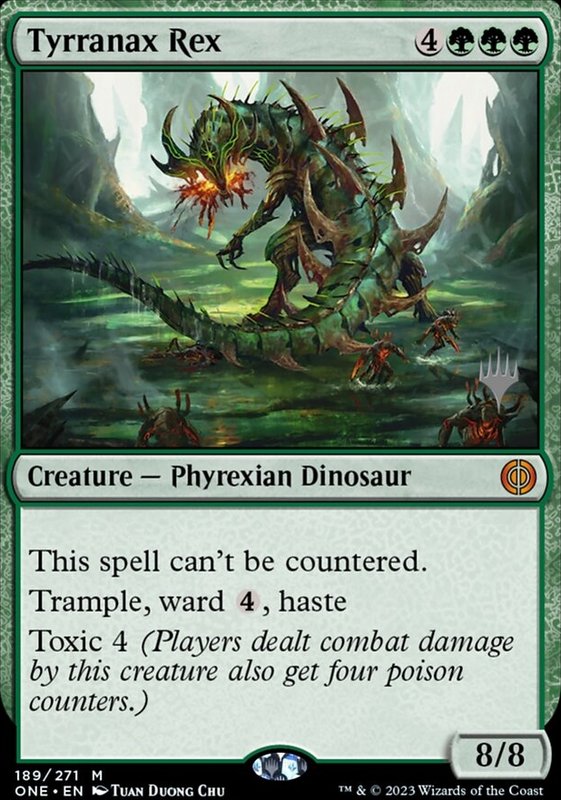 Tyrranax Rex 4
Creature — Phyrexian Dinosaur
This spell can't be countered.
Trample, ward 4, haste
Toxic 4 (Players dealt combat damage
by this creature also get four poison
counters.)
8/8
189/271 M
ONE • EN Tuan Duong Chu
™ & © 2023 Wizards of the Coast